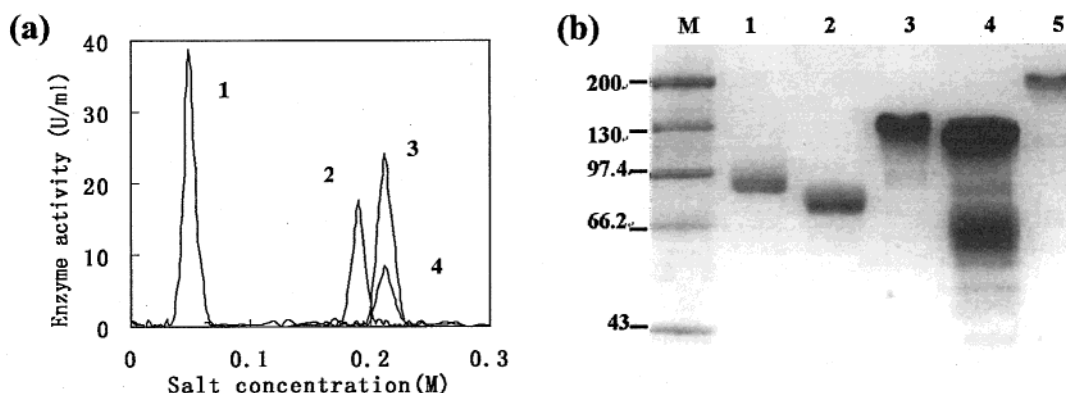 (a)
Enzyme activity (U/ml)
40
30
20
10
0
1
2
3
4
0 0.1 0.2 0.3
Salt concentration(M)
(b)
M 1 2 3 4 5
200
130
97.4
66.2
43